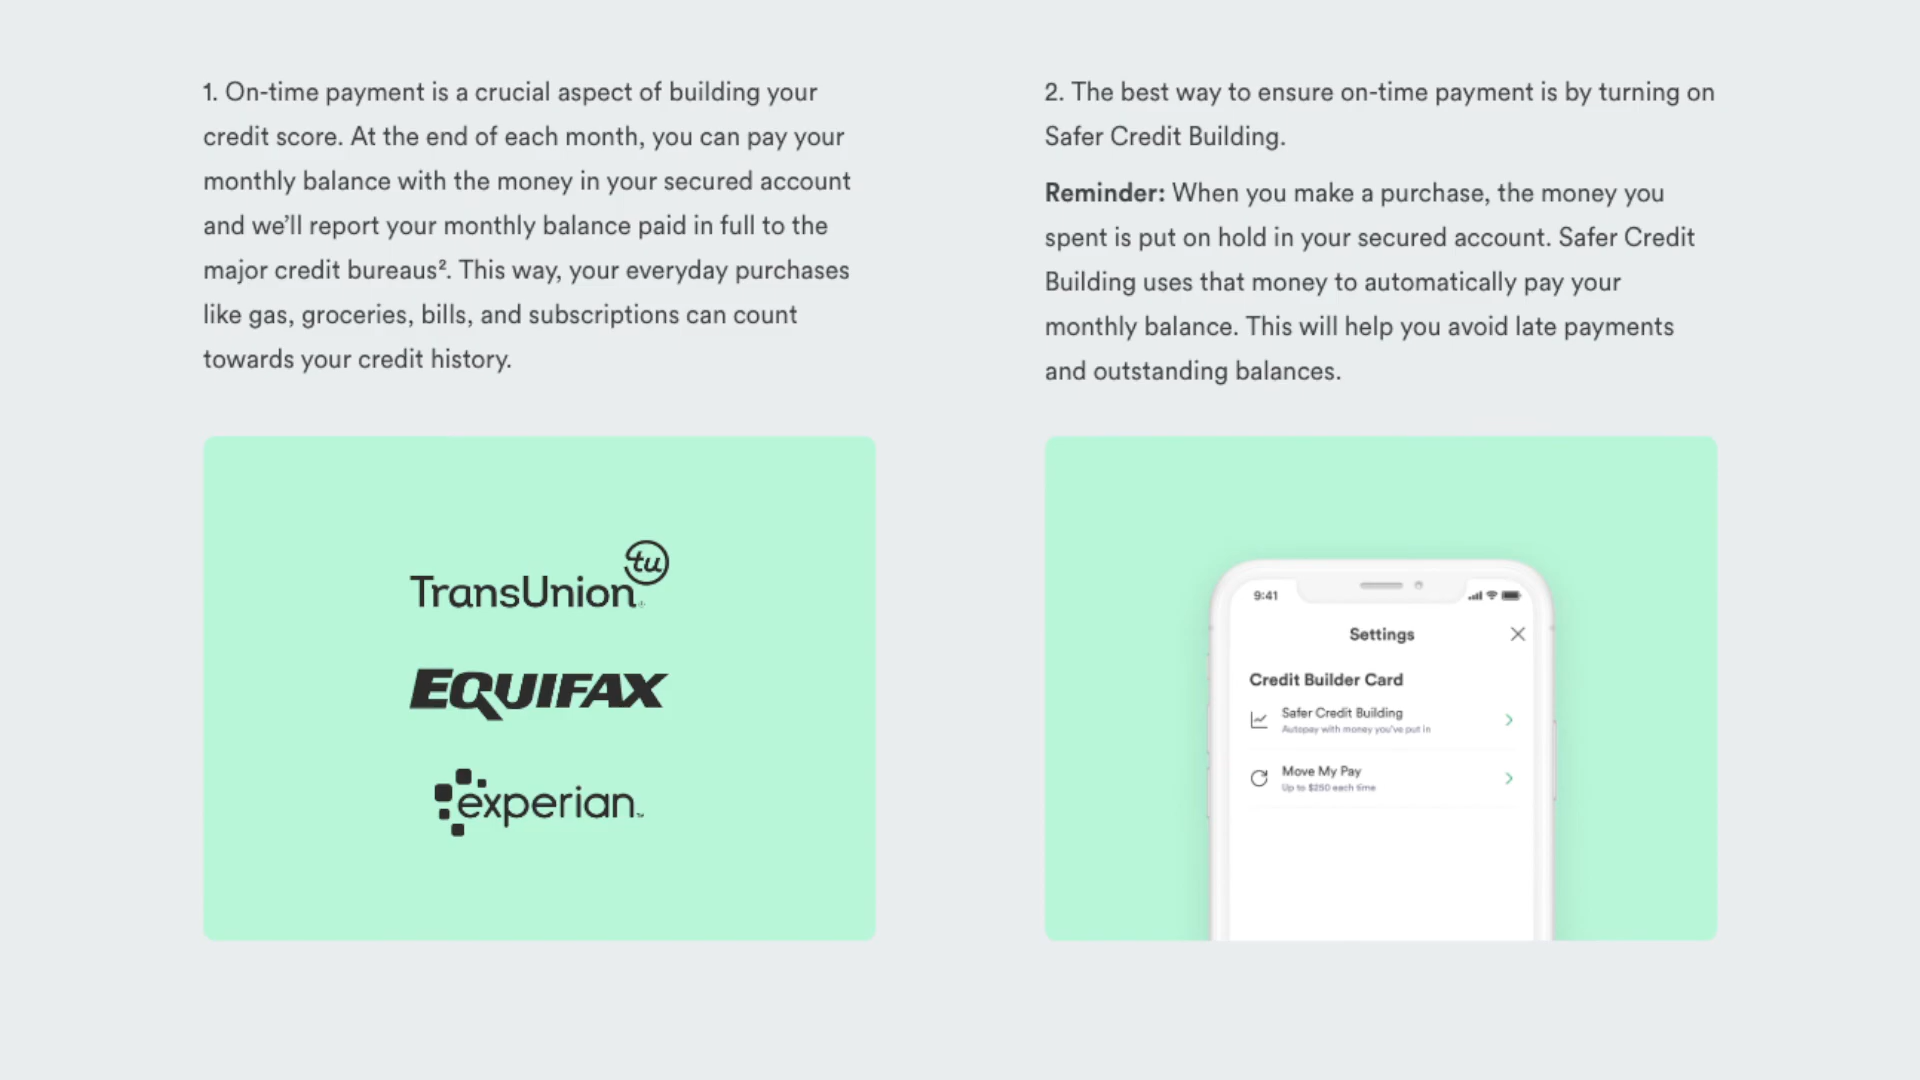 1. On-time payment is a crucial aspect of building your
credit score. At the end of each month, you can pay your
monthly balance with the money in your secured account
and we’ll report your monthly balance paid in full to the
major credit bureaus². This way, your everyday purchases
like gas, groceries, bills, and subscriptions can count
towards your credit history.
TransUnion
tu
EQUIFAX
experian™
2. The best way to ensure on-time payment is by turning on
Safer Credit Building.
Reminder: When you make a purchase, the money you
spent is put on hold in your secured account. Safer Credit
Building uses that money to automatically pay your
monthly balance. This will help you avoid late payments
and outstanding balances.
9:41
Settings
Credit Builder Card
Safer Credit Building
Autopay with money you've put in
Move My Pay
Up to $250 each time